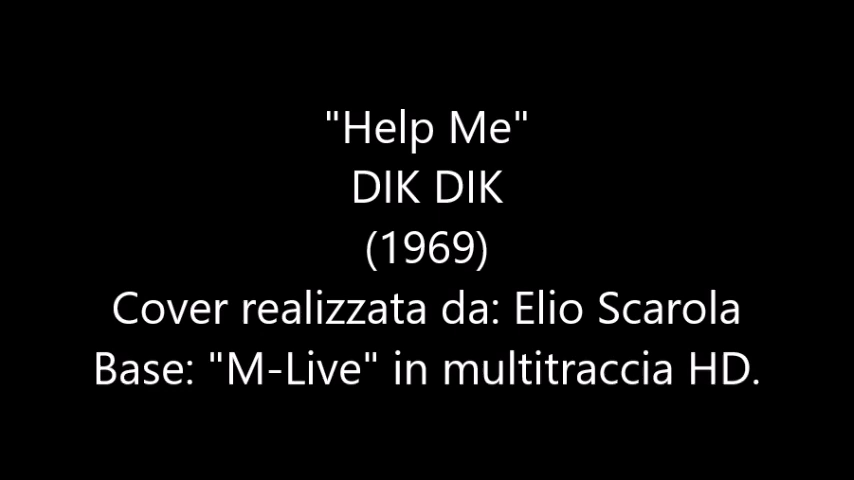 "Help Me"
DIK DIK
(1969)
Cover realizzata da: Elio Scarola
Base: "M-Live" in multitraccia HD.